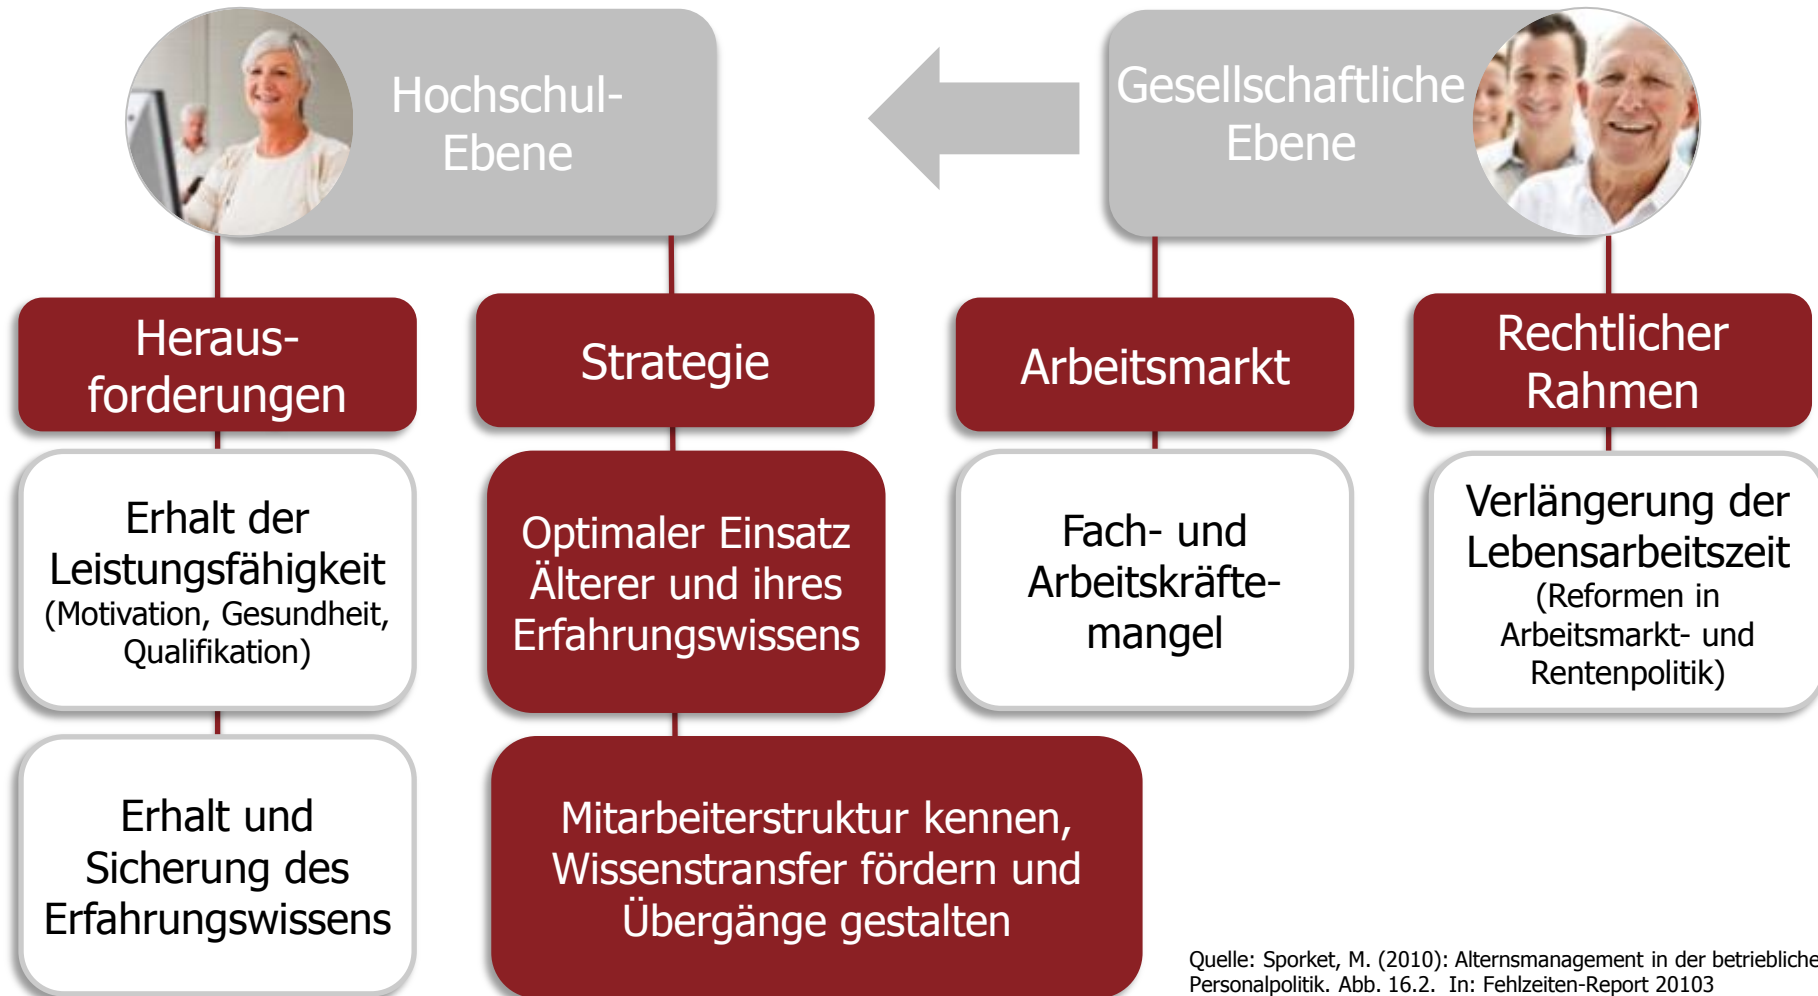 Hochschul-
Ebene
Gesellschaftliche
Ebene
Heraus-
forderungen
Strategie
Arbeitsmarkt
Rechtlicher
Rahmen
Erhalt der
Leistungsfähigkeit
(Motivation, Gesundheit,
Qualifikation)
Optimaler Einsatz
Älterer und ihres
Erfahrungswissens
Fach- und
Arbeitskräfte-
mangel
Verlängerung der
Lebensarbeitszeit
(Reformen in
Arbeitsmarkt- und
Rentenpolitik)
Erhalt und
Sicherung des
Erfahrungswissens
Mitarbeiterstruktur kennen,
Wissenstransfer fördern und
Übergänge gestalten
Quelle: Sporket, M. (2010): Alternsmanagement in der betriebliche
Personalpolitik. Abb. 16.2. In: Fehlzeiten-Report 20103